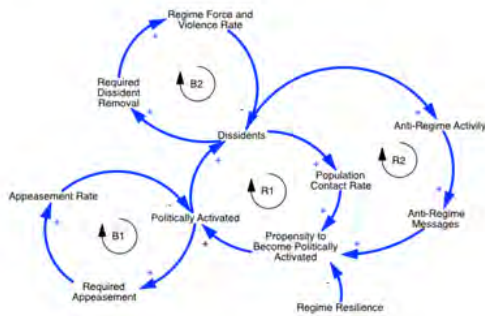 Regime Force and
Violence Rate
Required
Dissident
Removal
B2
Dissidents
Anti-Regime Activity
Population
Contact Rate
R2
Appeasement Rate
R1
Politically Activated
Anti-Regime
Messages
Propensity to
Become Politically
Activated
B1
Required
Appeasement
Regime Resilience